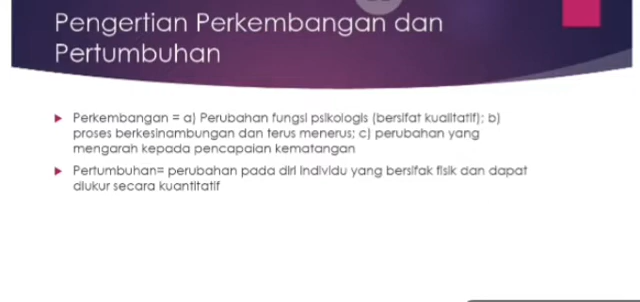 Pengertian Perkembangan dan
Pertumbuhan
Perkembangan = a) Perubahan fungsi psikologis (bersifat kualitatif); b)
proses berkesinambungan dan terus menerus; c) perubahan yang
mengarah kepada pencapaian kematangan
Pertumbuhan= perubahan pada diri individu yang bersifak fisik dan dapat
diukur secara kuantitatif